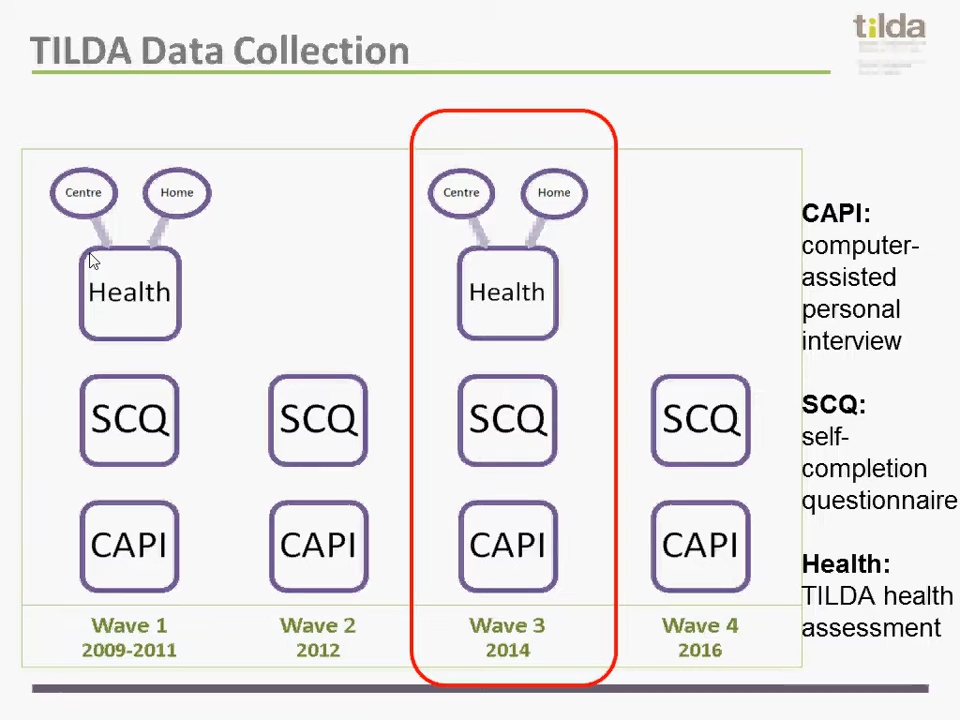 TILDA Data Collection
tilda
Centre Home Centre Home
Health Health
SCQ SCQ SCQ SCQ
CAPI CAPI CAPI CAPI
Wave 1 Wave 2 Wave 3 Wave 4
2009-2011 2012 2014 2016
CAPI:
computer-
assisted
personal
interview
SCQ:
self-
completion
questionnaire
Health:
TILDA health
assessment